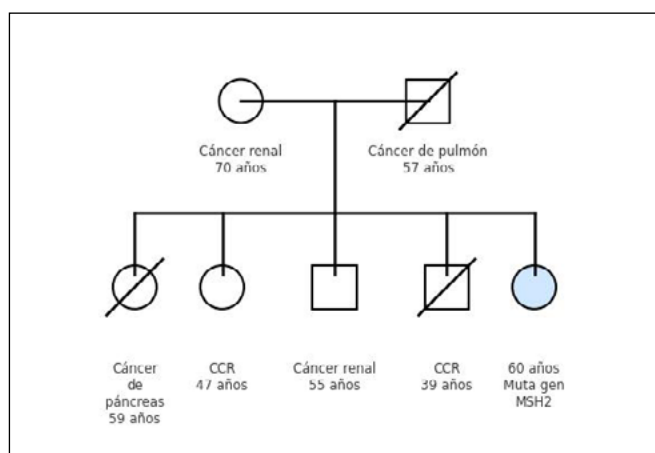 Cáncer renal
70 años
Cáncer de pulmón
57 años
Cáncer
de
páncreas
59 años
CCR
47 años
Cáncer renal
55 años
CCR
39 años
60 años
Muta gen
MSH2